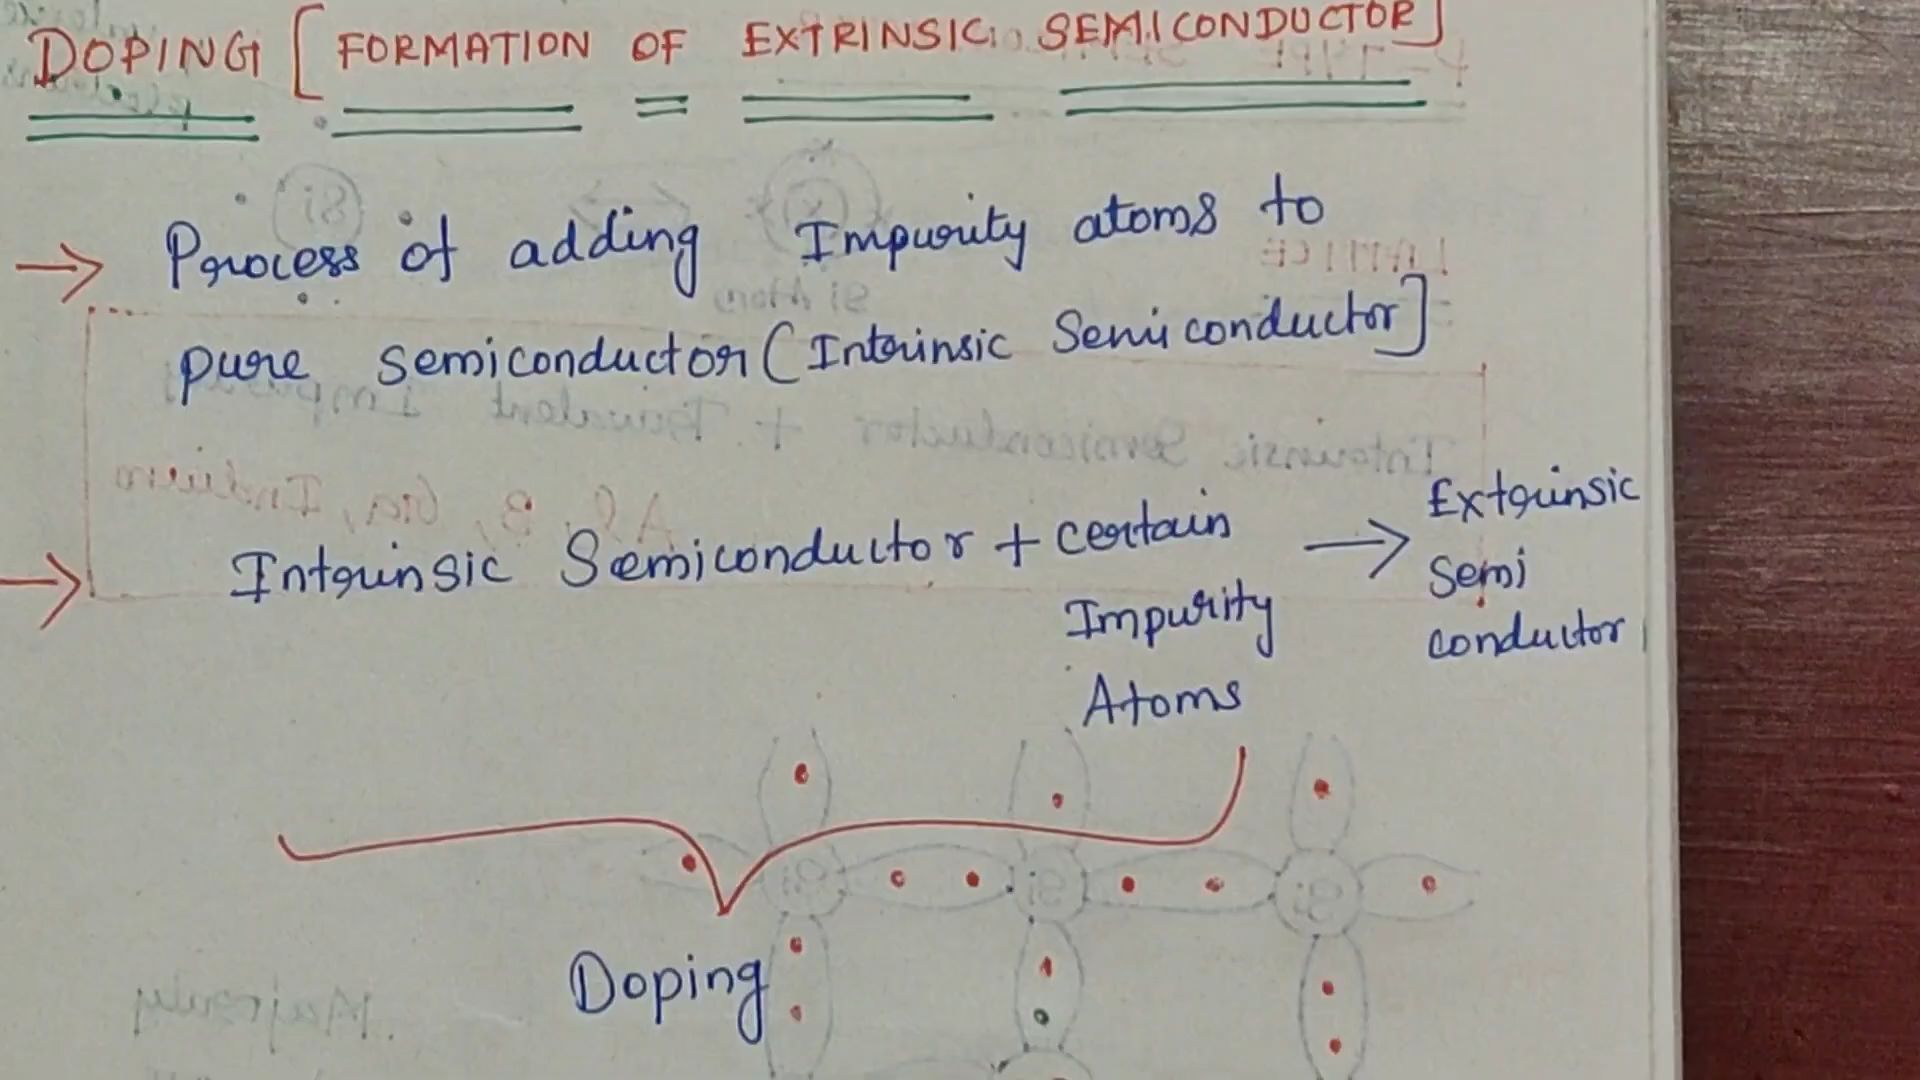 DOPING [FORMATION OF EXTRINSIC SEMICONDUCTOR]
→ Process of adding Impurity atoms to
pure semiconductor (Intrinsic Semiconductor]
→ Intrinsic Semiconductor + certain Impurity Atoms → Extrinsic Semi conductor
Doping